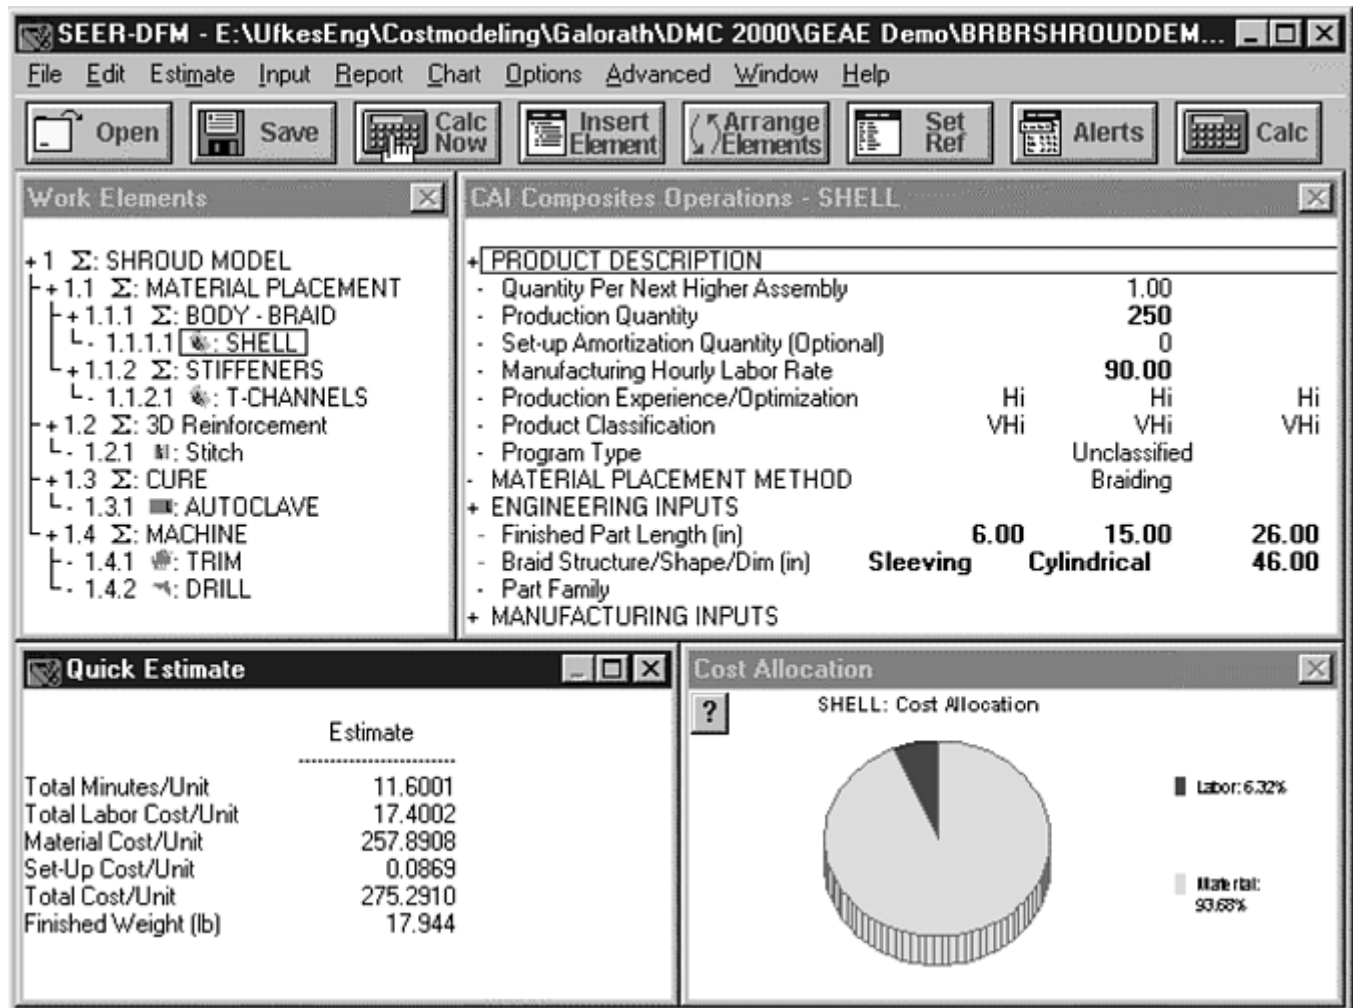 SEER-DFM - E:\UfkesEng\Costmodeling\Galorath\DMC 2000\GEAE Demo\BRBRSHROUDDEM...
File Edit Estimate Input Report Chart Options Advanced Window Help
Open Save Calc Now Insert Element Arrange Elements Set Ref Alerts Calc
Work Elements
+ 1 Σ: SHROUD MODEL
+ 1.1 Σ: MATERIAL PLACEMENT
+ 1.1.1 Σ: BODY - BRAID
- 1.1.1.1 : SHELL
+ 1.1.2 Σ: STIFFENERS
- 1.1.2.1 : T-CHANNELS
+ 1.2 Σ: 3D Reinforcement
- 1.2.1 : Stitch
+ 1.3 Σ: CURE
- 1.3.1 : AUTOCLAVE
+ 1.4 Σ: MACHINE
- 1.4.1 : TRIM
- 1.4.2 : DRILL
CAI Composites Operations - SHELL
+ PRODUCT DESCRIPTION
- Quantity Per Next Higher Assembly 1.00
- Production Quantity 250
- Set-up Amortization Quantity (Optional) 0
- Manufacturing Hourly Labor Rate 90.00
- Production Experience/Optimization Hi Hi Hi
- Product Classification VHi VHi VHi
- Program Type Unclassified
- MATERIAL PLACEMENT METHOD Braiding
+ ENGINEERING INPUTS
- Finished Part Length (in) 6.00 15.00 26.00
- Braid Structure/Shape/Dim (in) Sleeving Cylindrical 46.00
- Part Family
+ MANUFACTURING INPUTS
Quick Estimate
Estimate
Total Minutes/Unit 11.6001
Total Labor Cost/Unit 17.4002
Material Cost/Unit 257.8908
Set-Up Cost/Unit 0.0869
Total Cost/Unit 275.2910
Finished Weight (lb) 17.944
Cost Allocation
?
SHELL: Cost Allocation
Labor: 6.32%
Material:
93.68%